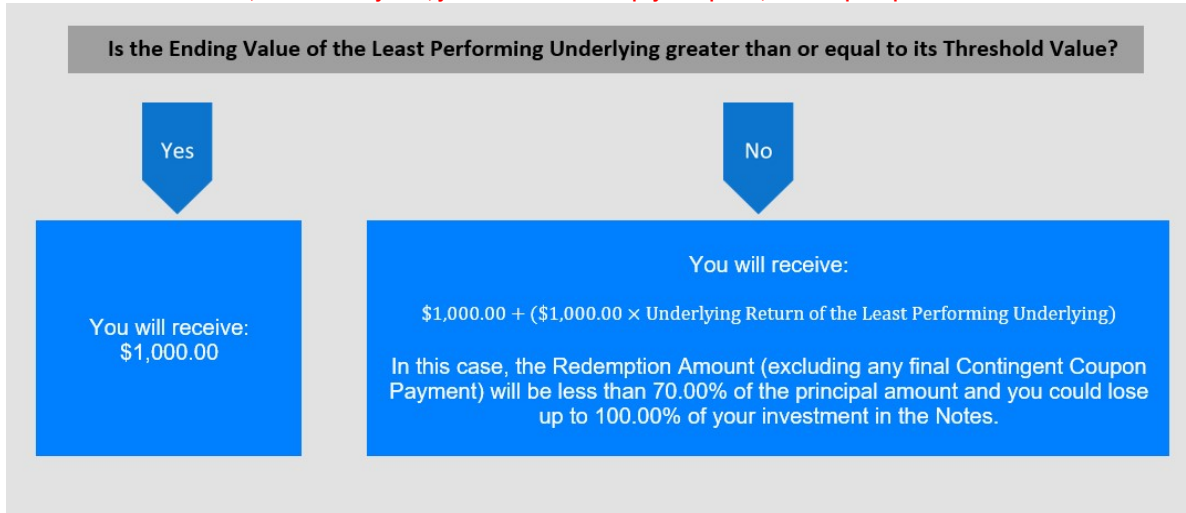 Is the Ending Value of the Least Performing Underlying greater than or equal to its Threshold Value?
Yes
No
You will receive:
$1,000.00
You will receive:
$1,000.00 + ($1,000.00 × Underlying Return of the Least Performing Underlying)
In this case, the Redemption Amount (excluding any final Contingent Coupon
Payment) will be less than 70.00% of the principal amount and you could lose
up to 100.00% of your investment in the Notes.